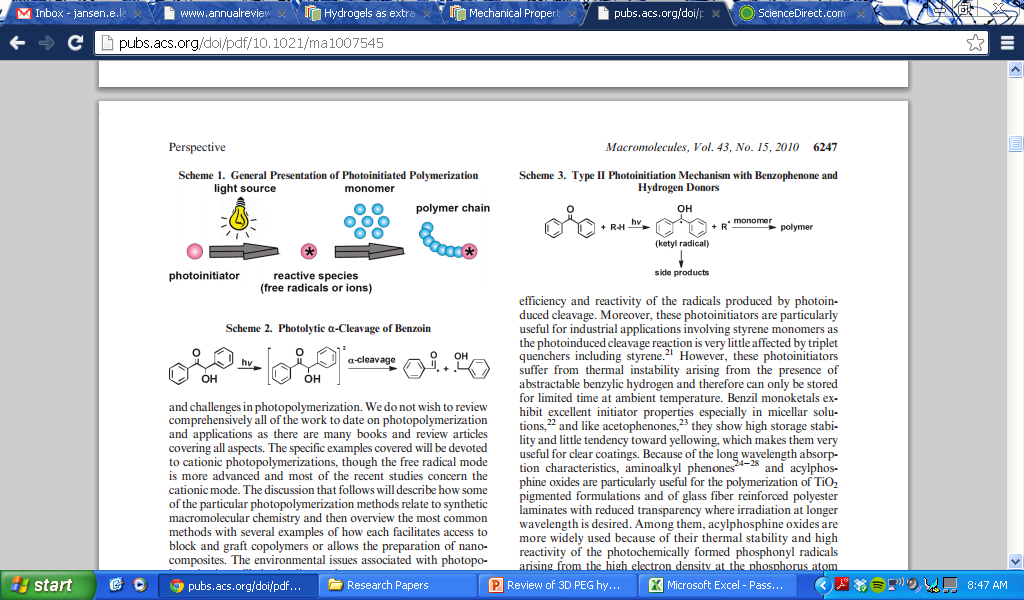 Inbox - jansen.e.la
www.annualreview
Hydrogels as extra
Mechanical Propert
pubs.acs.org/doi/p
ScienceDirect.com
pubs.acs.org/doi/pdf/10.1021/ma1007545
Perspective
Macromolecules, Vol. 43, No. 15, 2010 6247
Scheme 1. General Presentation of Photoinitiated Polymerization
light source
monomer
polymer chain
*
*
photoinitiator
reactive species
(free radicals or ions)
Scheme 2. Photolytic α-Cleavage of Benzoin
O
OH
hν
O
OH
3
α-cleavage
O
+
OH
and challenges in photopolymerization. We do not wish to review
comprehensively all of the work to date on photopolymerization
and applications as there are many books and review articles
covering all aspects. The specific examples covered will be devoted
to cationic photopolymerizations, though the free radical mode
is more advanced and most of the recent studies concern the
cationic mode. The discussion that follows will describe how some
of the particular photopolymerization methods relate to synthetic
macromolecular chemistry and then overview the most common
methods with several examples of how each facilitates access to
block and graft copolymers or allows the preparation of nano-
composites. The environmental issues associated with photopo-
Scheme 3. Type II Photoinitiation Mechanism with Benzophenone and
Hydrogen Donors
O
+ R-H
hν
OH
+ R
monomer
polymer
(ketyl radical)
side products
efficiency and reactivity of the radicals produced by photoin-
duced cleavage. Moreover, these photoinitiators are particularly
useful for industrial applications involving styrene monomers as
the photoinduced cleavage reaction is very little affected by triplet
quenchers including styrene.21 However, these photoinitiators
suffer from thermal instability arising from the presence of
abstractable benzylic hydrogen and therefore can only be stored
for limited time at ambient temperature. Benzil monoketals ex-
hibit excellent initiator properties especially in micellar solu-
tions,22 and like acetophenones,23 they show high storage stabi-
lity and little tendency toward yellowing, which makes them very
useful for clear coatings. Because of the long wavelength absorp-
tion characteristics, aminoalkyl phenones24-28 and acylphos-
phine oxides are particularly useful for the polymerization of TiO2
pigmented formulations and of glass fiber reinforced polyester
laminates with reduced transparency where irradiation at longer
wavelength is desired. Among them, acylphosphine oxides are
more widely used because of their thermal stability and high
reactivity of the photochemically formed phosphonyl radicals
arising from the high electron density at the phosphorus atom
start
pubs.acs.org/doi/pdf...
Research Papers
Review of 3D PEG hy...
Microsoft Excel - Pass...
8:47 AM